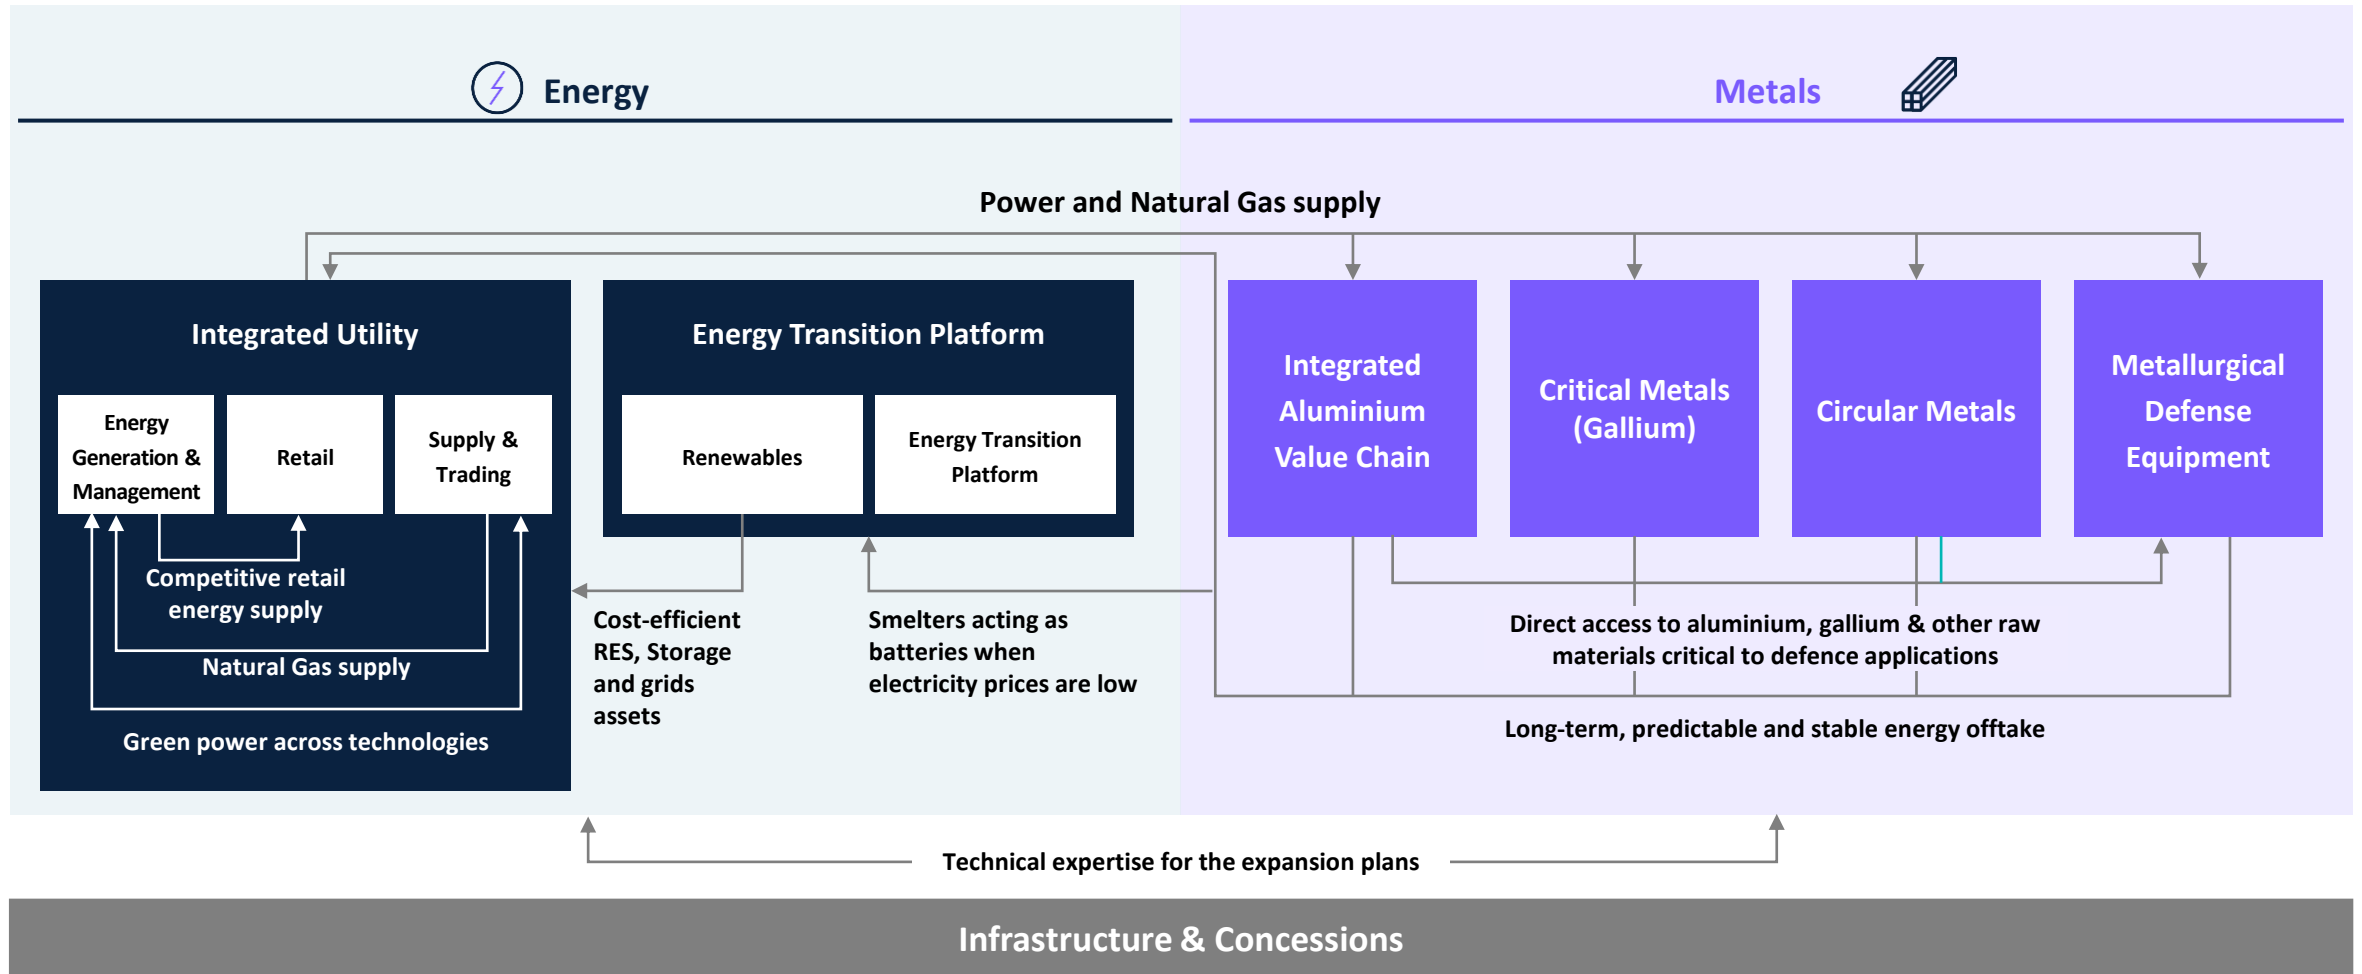 Energy
Metals
Power and Natural Gas supply
Integrated Utility
Energy
Generation &
Management
Retail
Supply &
Trading
Competitive retail
energy supply
Natural Gas supply
Green power across technologies
Energy Transition Platform
Renewables
Energy Transition
Platform
Cost-efficient
RES, Storage
and grids
assets
Smelters acting as
batteries when
electricity prices are low
Integrated
Aluminium
Value Chain
Critical Metals
(Gallium)
Circular Metals
Metallurgical
Defense
Equipment
Direct access to aluminium, gallium & other raw
materials critical to defence applications
Long-term, predictable and stable energy offtake
Technical expertise for the expansion plans
Infrastructure & Concessions